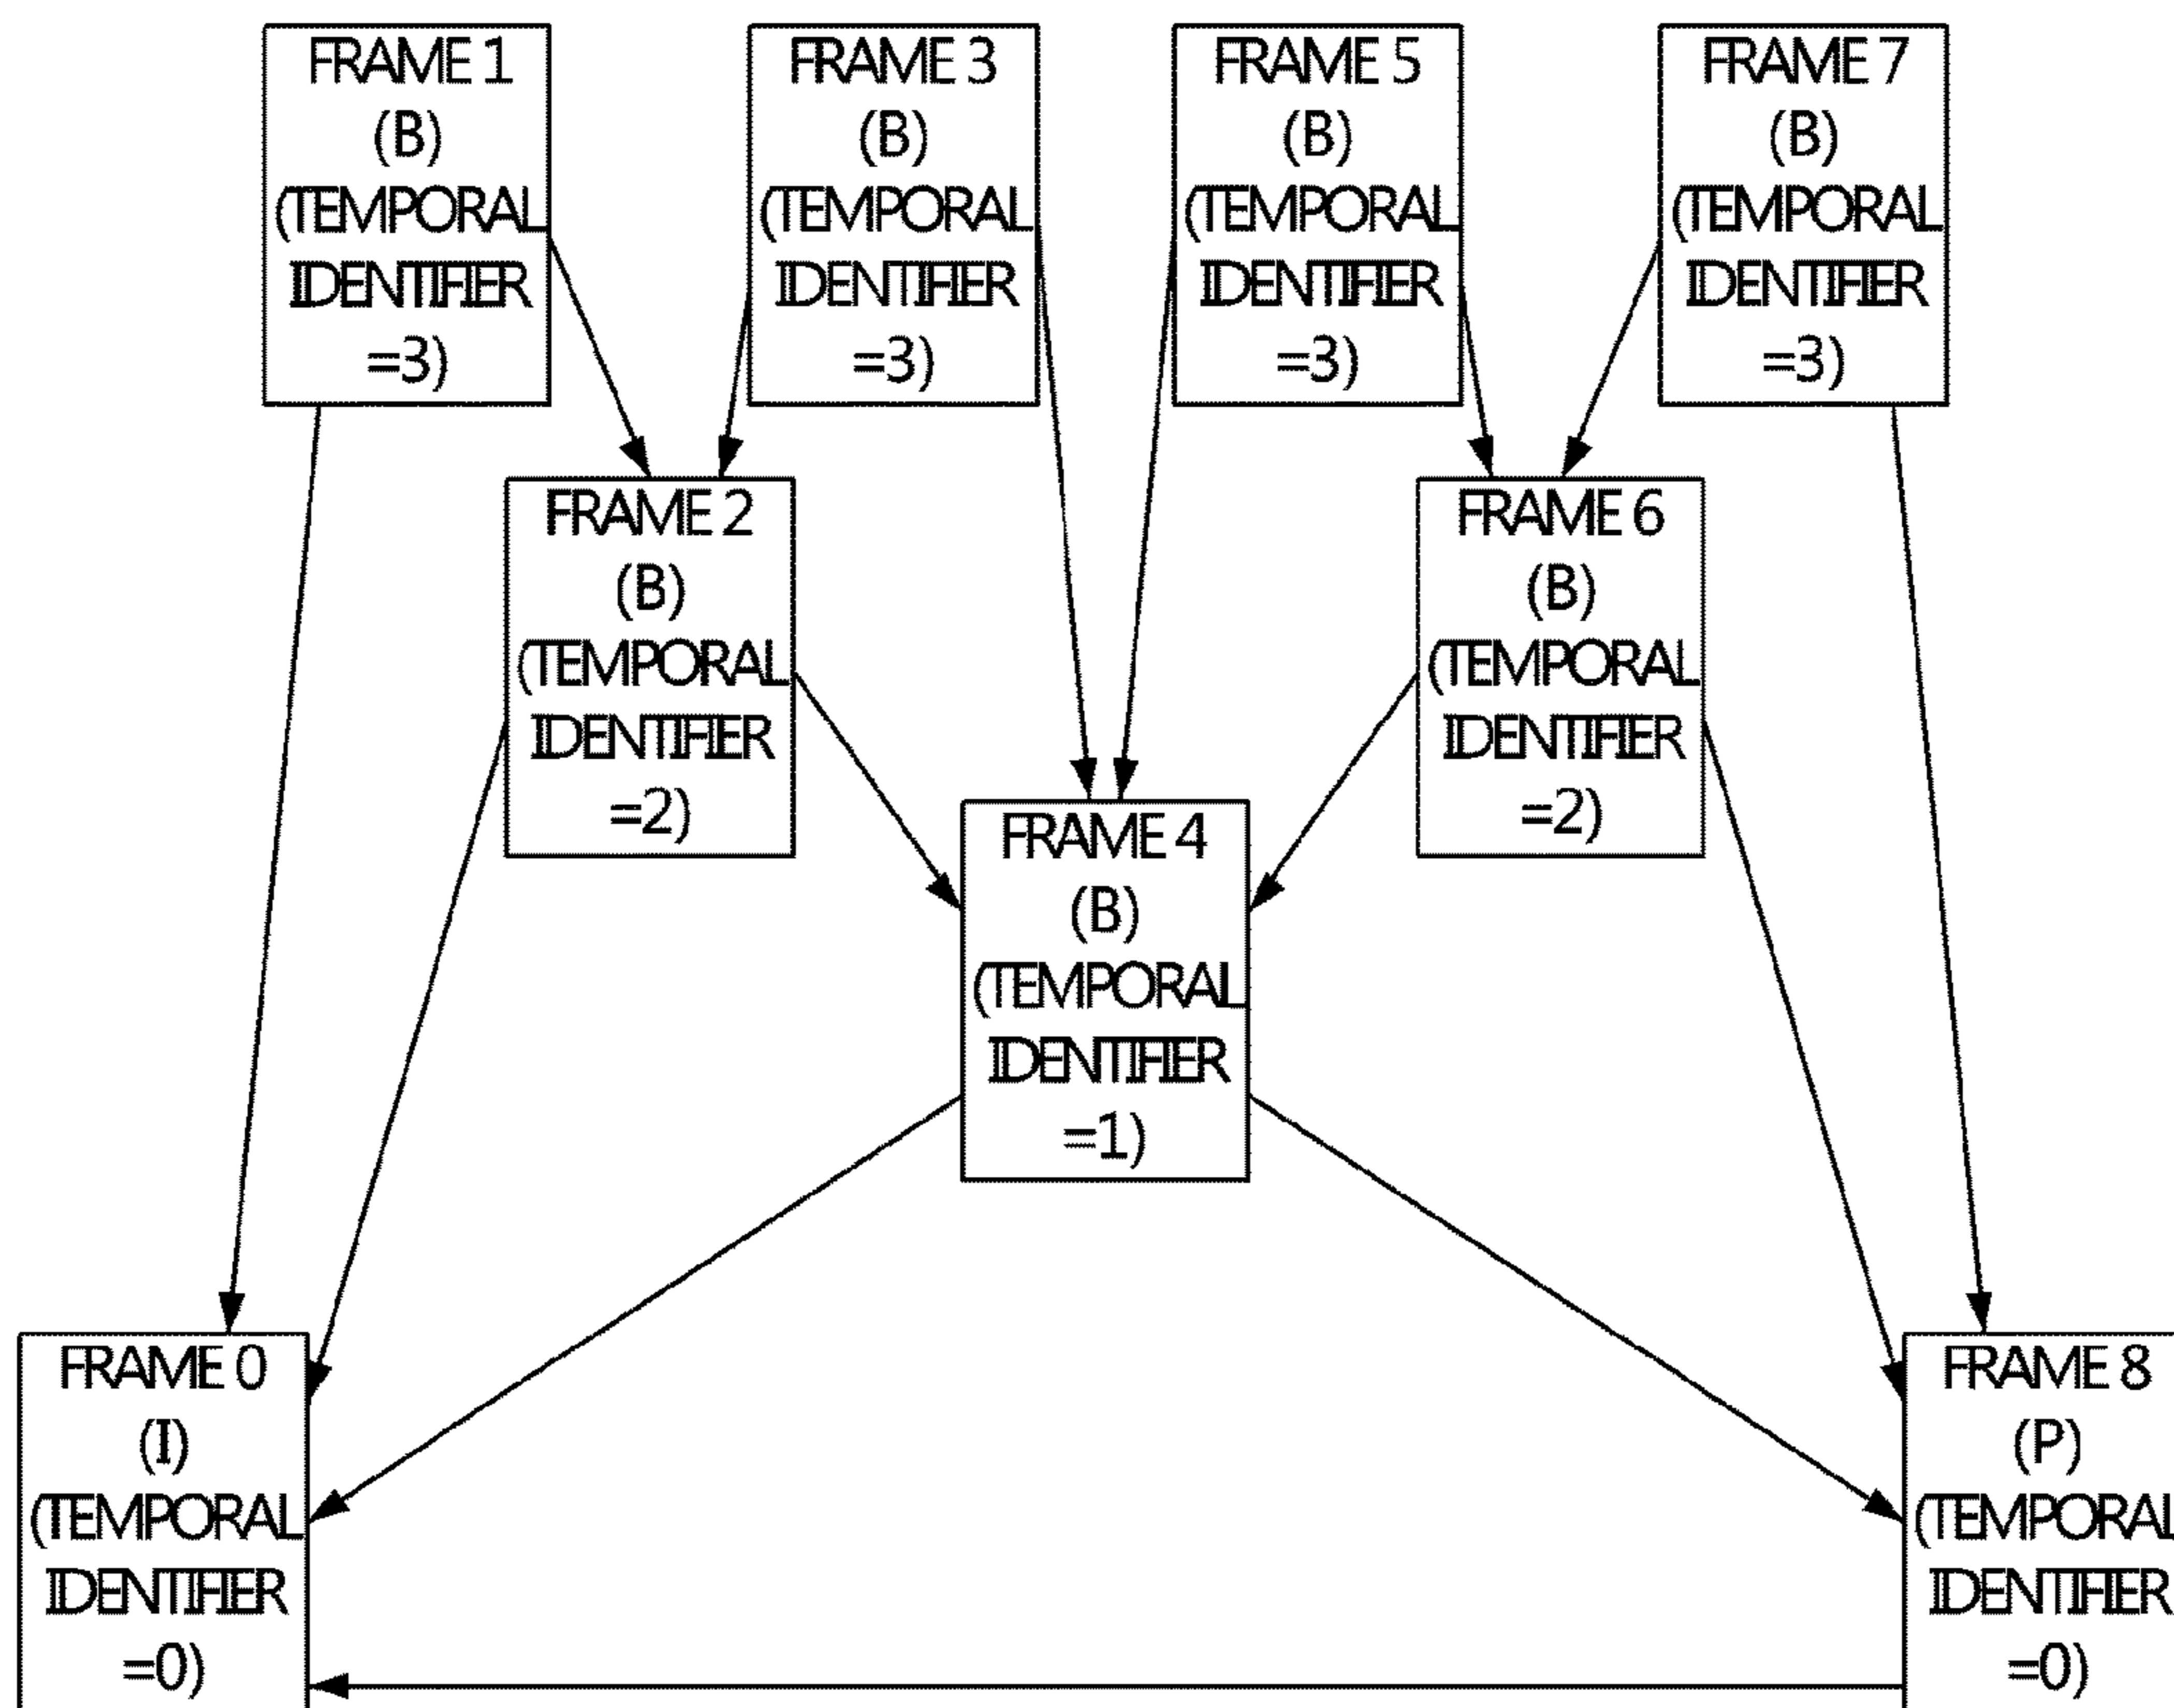 FRAME 1
(B)
(TEMPORAL
IDENTIFIER
=3)
FRAME 3
(B)
(TEMPORAL
IDENTIFIER
=3)
FRAME 5
(B)
(TEMPORAL
IDENTIFIER
=3)
FRAME 7
(B)
(TEMPORAL
IDENTIFIER
=3)
FRAME 2
(B)
(TEMPORAL
IDENTIFIER
=2)
FRAME 6
(B)
(TEMPORAL
IDENTIFIER
=2)
FRAME 4
(B)
(TEMPORAL
IDENTIFIER
=1)
FRAME 0
(I)
(TEMPORAL
IDENTIFIER
=0)
FRAME 8
(P)
(TEMPORAL
IDENTIFIER
=0)